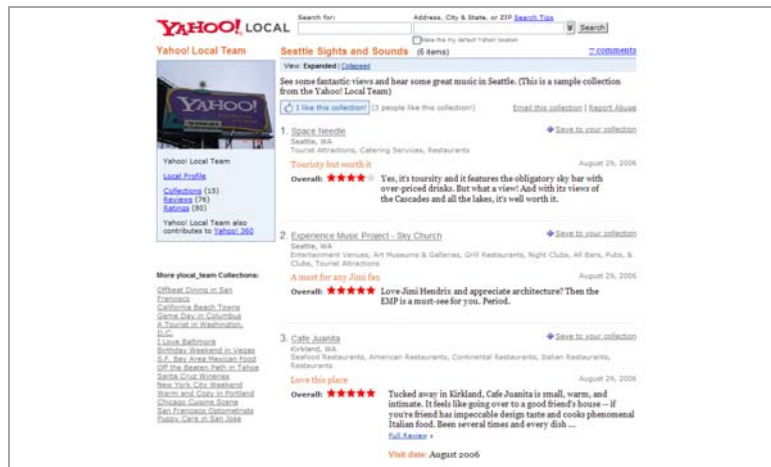 YAHOO! LOCAL
Search for:
Address, City & State, or ZIP Search Tips
Search
Make this my default Yahoo! location
Yahoo! Local Team
Seattle Sights and Sounds (6 items)
7 comments
View: Expanded | Collapsed
See some fantastic views and hear some great music in Seattle. (This is a sample collection
from the Yahoo! Local Team)
I like this collection! (3 people like this collection!)
Email this collection | Report Abuse
YAHOO!
Yahoo! Local Team
Local Profile
Collections (15)
Reviews (76)
Ratings (80)
Yahoo! Local Team also
contributes to Yahoo! 360
More ylocal_team Collections:
Offbeat Dining in San
Francisco
California Beach Towns
Game Day in Columbus
A Tourist in Washington,
D.C.
I Love Baltimore
Birthday Weekend in Vegas
S.F. Bay Area Mexican Food
Off the Beaten Path in Tahoe
Santa Cruz Wineries
New York City Weekend
Warm and Cozy in Portland
Chicago Cuisine Scene
San Francisco Optometrists
Puppy Care in San Jose
1. Space Needle
Save to your collection
Seattle, WA
Tourist Attractions, Catering Services, Restaurants
Touristy but worth it
August 29, 2006
Overall: Yes, it's toursity and it features the obligatory sky bar with
over-priced drinks. But what a view! And with its views of
the Cascades and all the lakes, it's well worth it.
2. Experience Music Project - Sky Church
Save to your collection
Seattle, WA
Entertainment Venues, Art Museums & Galleries, Grill Restaurants, Night Clubs, All Bars, Pubs, &
Clubs, Tourist Attractions
A must for any Jimi fan
August 29, 2006
Overall: Love Jimi Hendrix and appreciate architecture? Then the
EMP is a must-see for you. Period.
3. Cafe Juanita
Save to your collection
Kirkland, WA
Seafood Restaurants, American Restaurants, Continental Restaurants, Italian Restaurants,
Restaurants
Love this place
August 29, 2006
Overall: Tucked away in Kirkland, Cafe Juanita is small, warm, and
intimate. It feels like going over to a good friend's house -- if
you're friend has impeccable design taste and cooks phenomenal
Italian food. Been several times and every dish ...
Full Review »
Visit date: August 2006